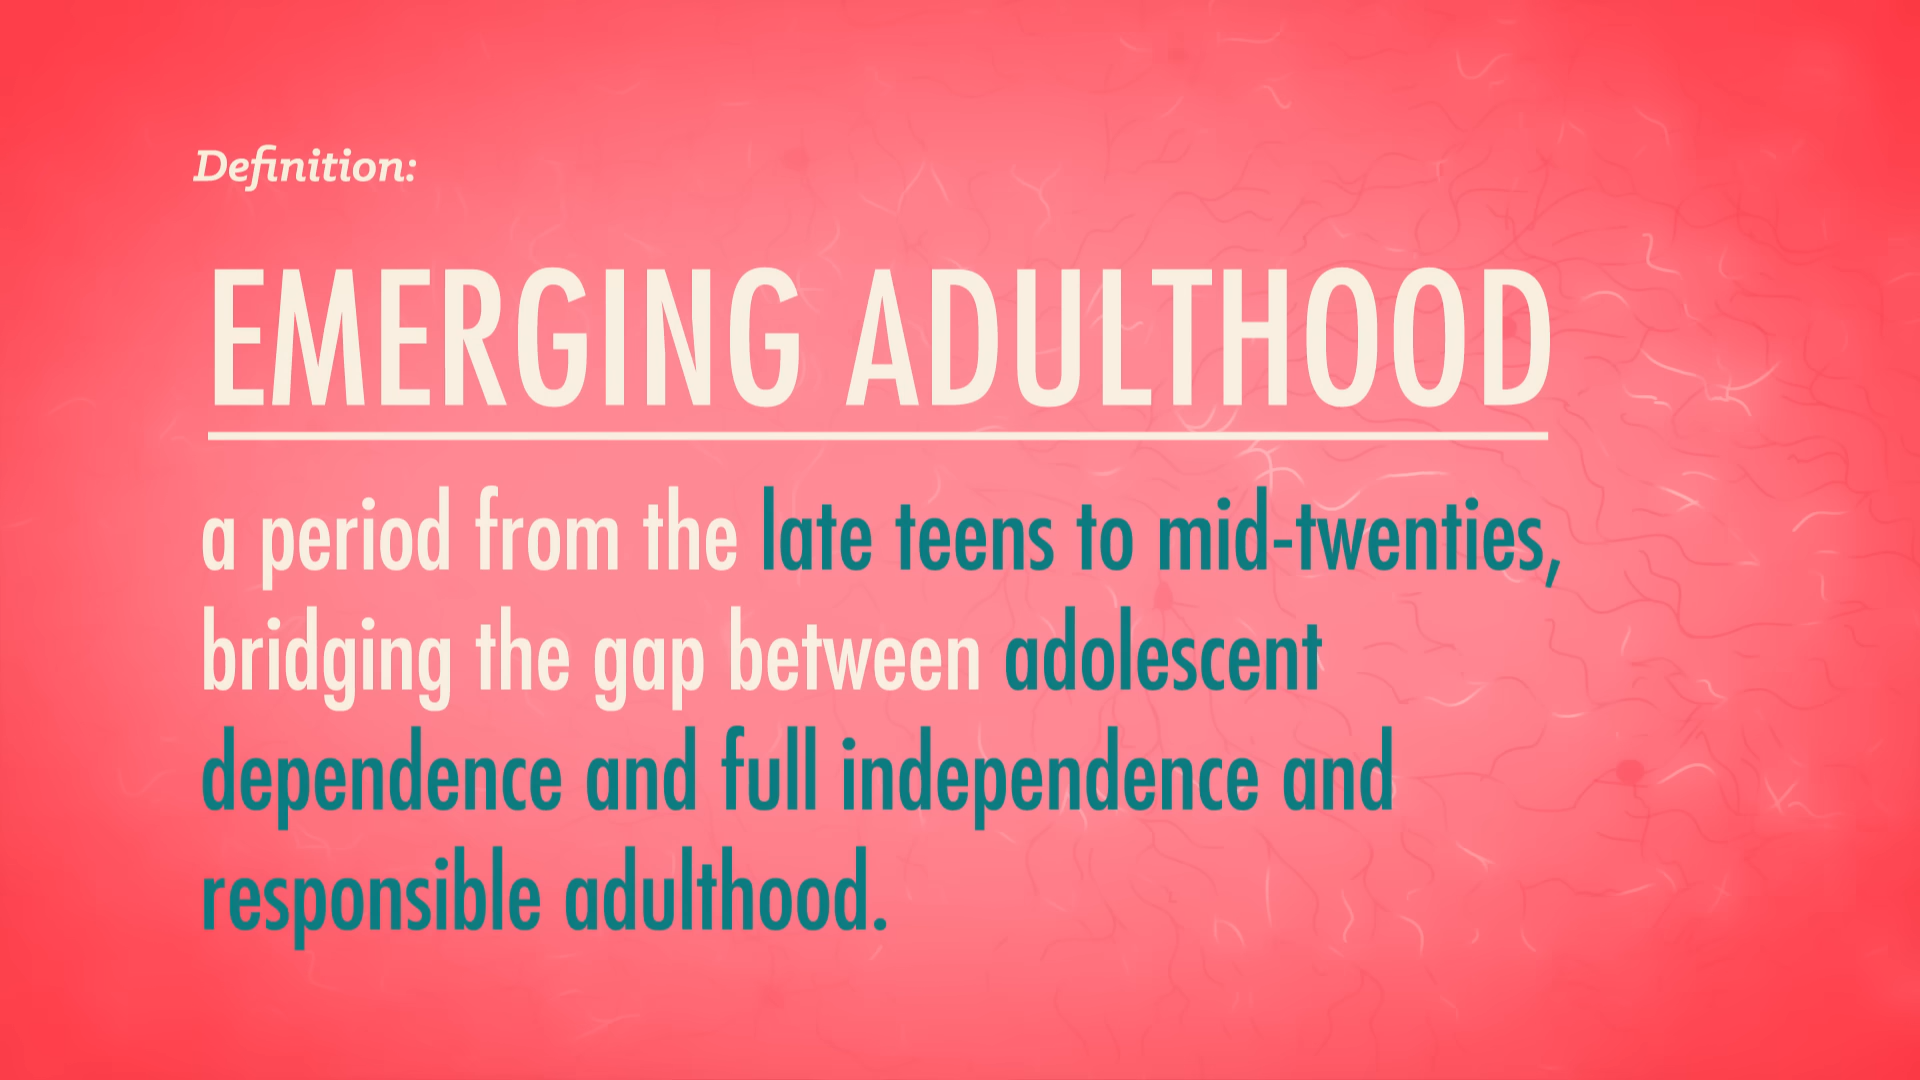 Definition:
EMERGING ADULTHOOD
a period from the late teens to mid-twenties,
bridging the gap between adolescent
dependence and full independence and
responsible adulthood.